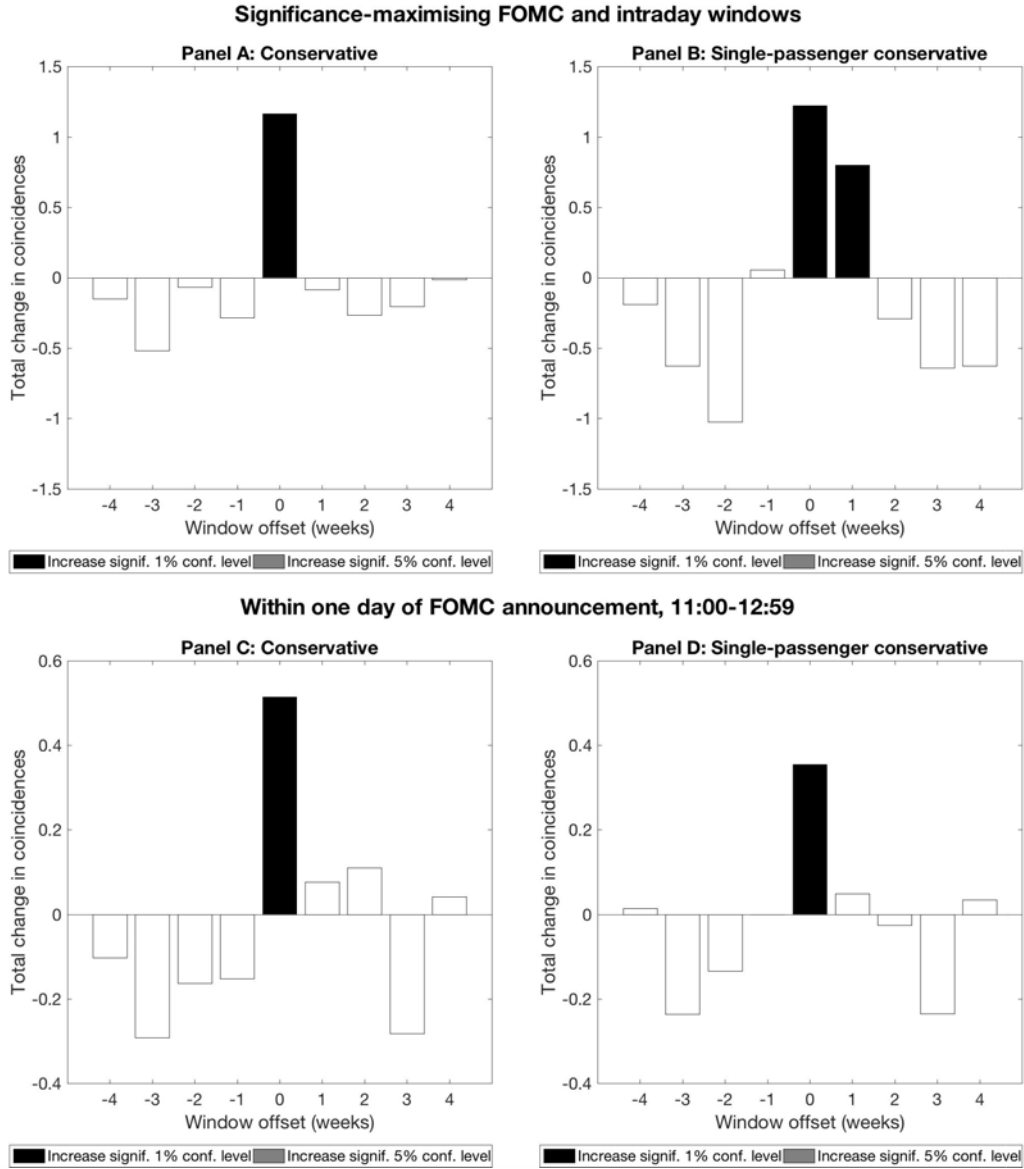 Significance-maximising FOMC and intraday windows
Panel A: Conservative
1.5
1
0.5
0
-0.5
-1
-1.5
Total change in coincidences
-4 -3 -2 -1 0 1 2 3 4
Window offset (weeks)
Increase signif. 1% conf. level Increase signif. 5% conf. level
Panel B: Single-passenger conservative
1.5
1
0.5
0
-0.5
-1
-1.5
Total change in coincidences
-4 -3 -2 -1 0 1 2 3 4
Window offset (weeks)
Increase signif. 1% conf. level Increase signif. 5% conf. level
Within one day of FOMC announcement, 11:00-12:59
Panel C: Conservative
0.6
0.4
0.2
0
-0.2
-0.4
Total change in coincidences
-4 -3 -2 -1 0 1 2 3 4
Window offset (weeks)
Increase signif. 1% conf. level Increase signif. 5% conf. level
Panel D: Single-passenger conservative
0.6
0.4
0.2
0
-0.2
-0.4
Total change in coincidences
-4 -3 -2 -1 0 1 2 3 4
Window offset (weeks)
Increase signif. 1% conf. level Increase signif. 5% conf. level